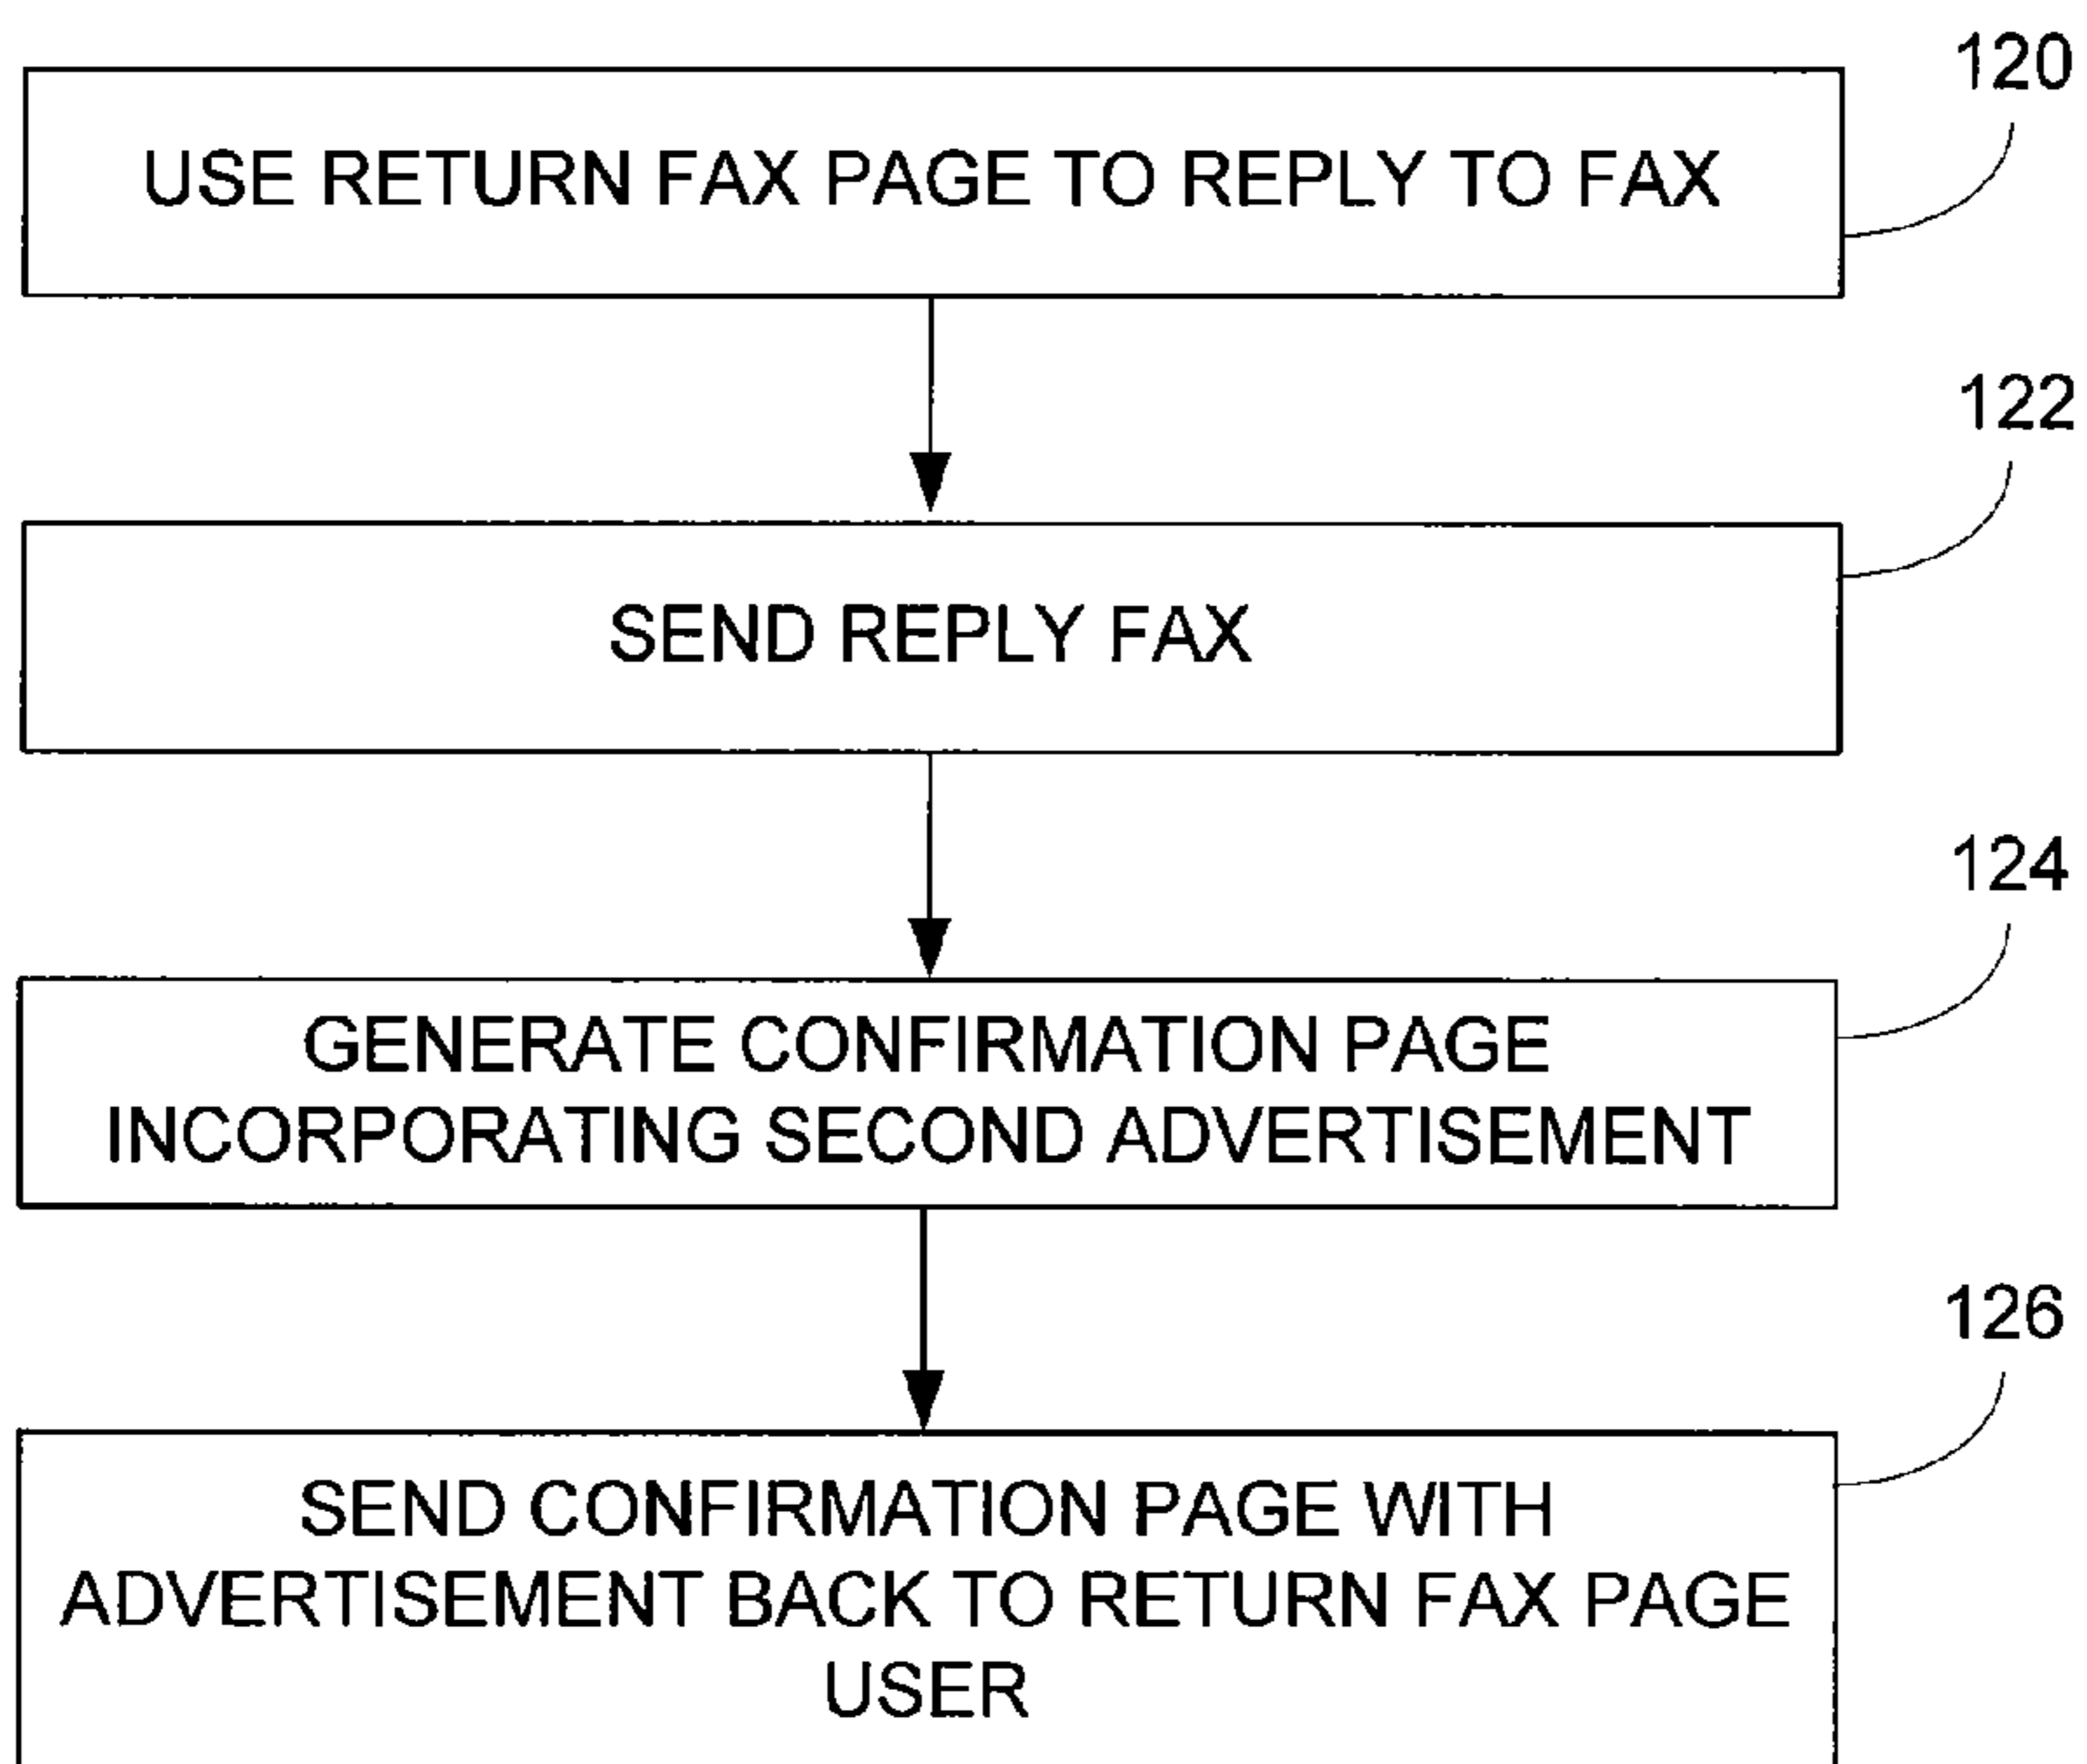 120
USE RETURN FAX PAGE TO REPLY TO FAX
122
SEND REPLY FAX
124
GENERATE CONFIRMATION PAGE
INCORPORATING SECOND ADVERTISEMENT
126
SEND CONFIRMATION PAGE WITH
ADVERTISEMENT BACK TO RETURN FAX PAGE
USER